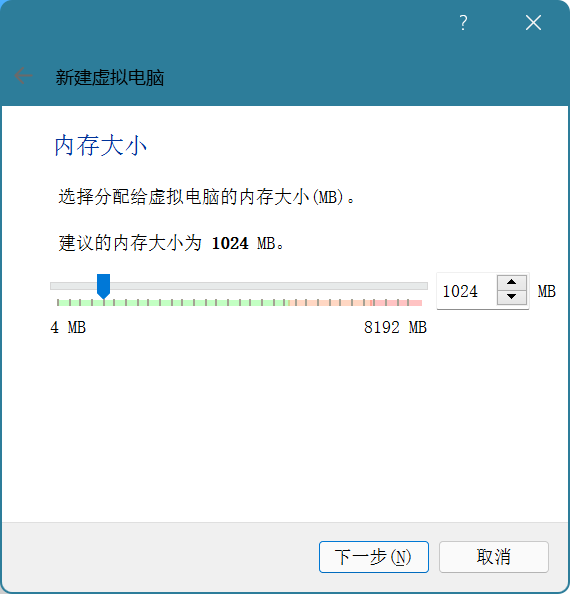 ?
新建虚拟电脑
内存大小
选择分配给虚拟电脑的内存大小(MB)。
建议的内存大小为 1024 MB。
1024 MB
4 MB 8192 MB
下一步(N) 取消